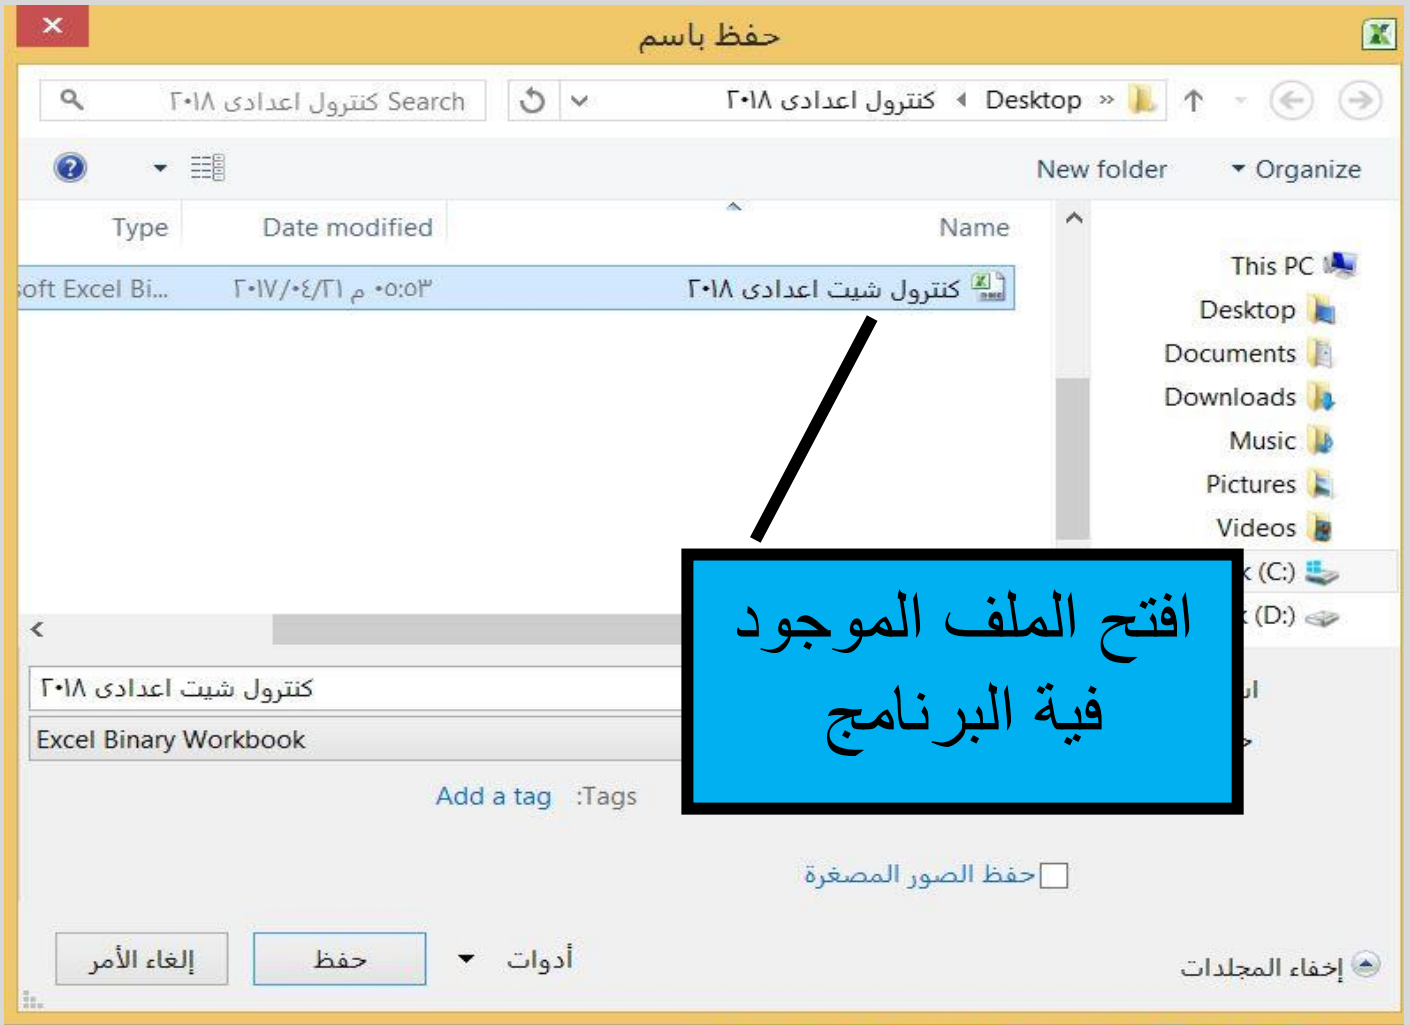 حفظ باسم
Desktop كنترول اعدادى ٢٠١٨
Search كنترول اعدادى ٢٠١٨
Organize
New folder
Name
Date modified
Type
كنترول شيت اعدادى ٢٠١٨
٠٥:٥٣ م ٢٠١٧/٠٤/٢١
soft Excel Bi...
This PC
Desktop
Documents
Downloads
Music
Pictures
Videos
(C:)
(D:)
افتح الملف الموجود
فية البرنامج
كنترول شيت اعدادى ٢٠١٨
Excel Binary Workbook
Tags:
Add a tag
حفظ الصور المصغرة
إخفاء المجلدات
أدوات
حفظ
إلغاء الأمر